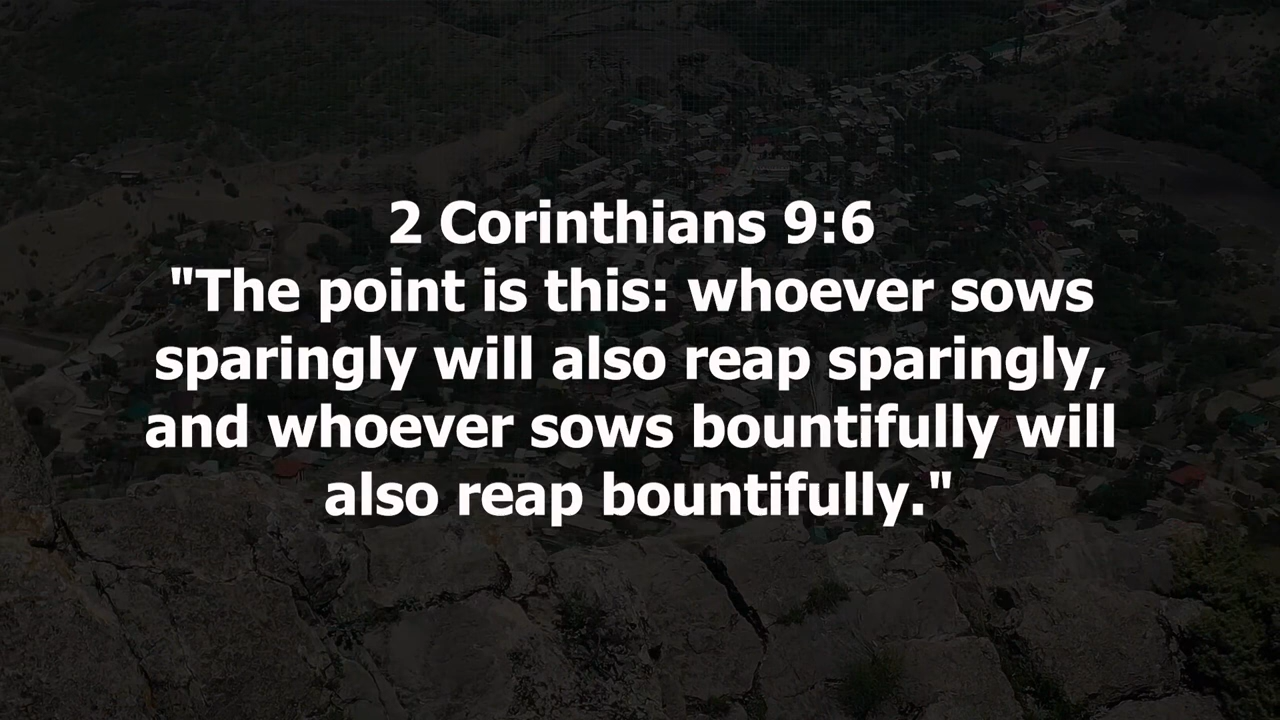 2 Corinthians 9:6
"The point is this: whoever sows
sparingly will also reap sparingly,
and whoever sows bountifully will
also reap bountifully."